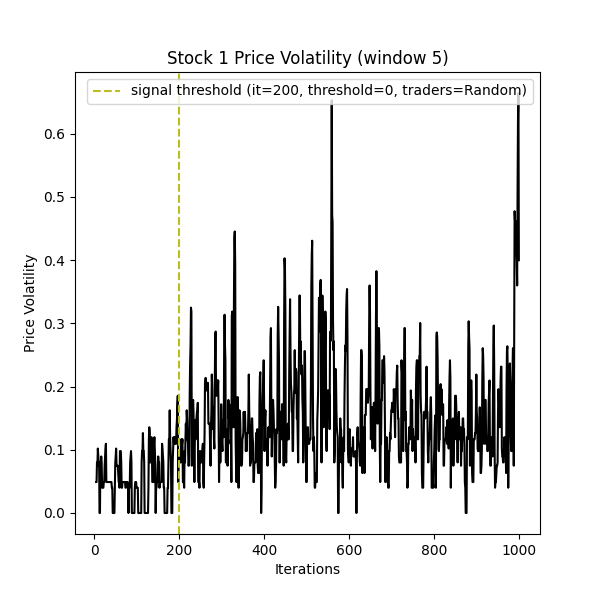 Stock 1 Price Volatility (window 5)
signal threshold (it=200, threshold=0, traders=Random)
Price Volatility
0.6
0.5
0.4
0.3
0.2
0.1
0.0
0 200 400 600 800 1000
Iterations